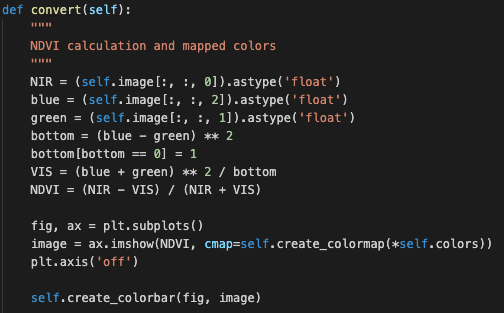 def convert(self):
    """
    NDVI calculation and mapped colors
    """
    NIR = (self.image[:, :, 0]).astype('float')
    blue = (self.image[:, :, 2]).astype('float')
    green = (self.image[:, :, 1]).astype('float')
    bottom = (blue - green) ** 2
    bottom[bottom == 0] = 1
    VIS = (blue + green) ** 2 / bottom
    NDVI = (NIR - VIS) / (NIR + VIS)

    fig, ax = plt.subplots()
    image = ax.imshow(NDVI, cmap=self.create_colormap(*self.colors))
    plt.axis('off')

    self.create_colorbar(fig, image)